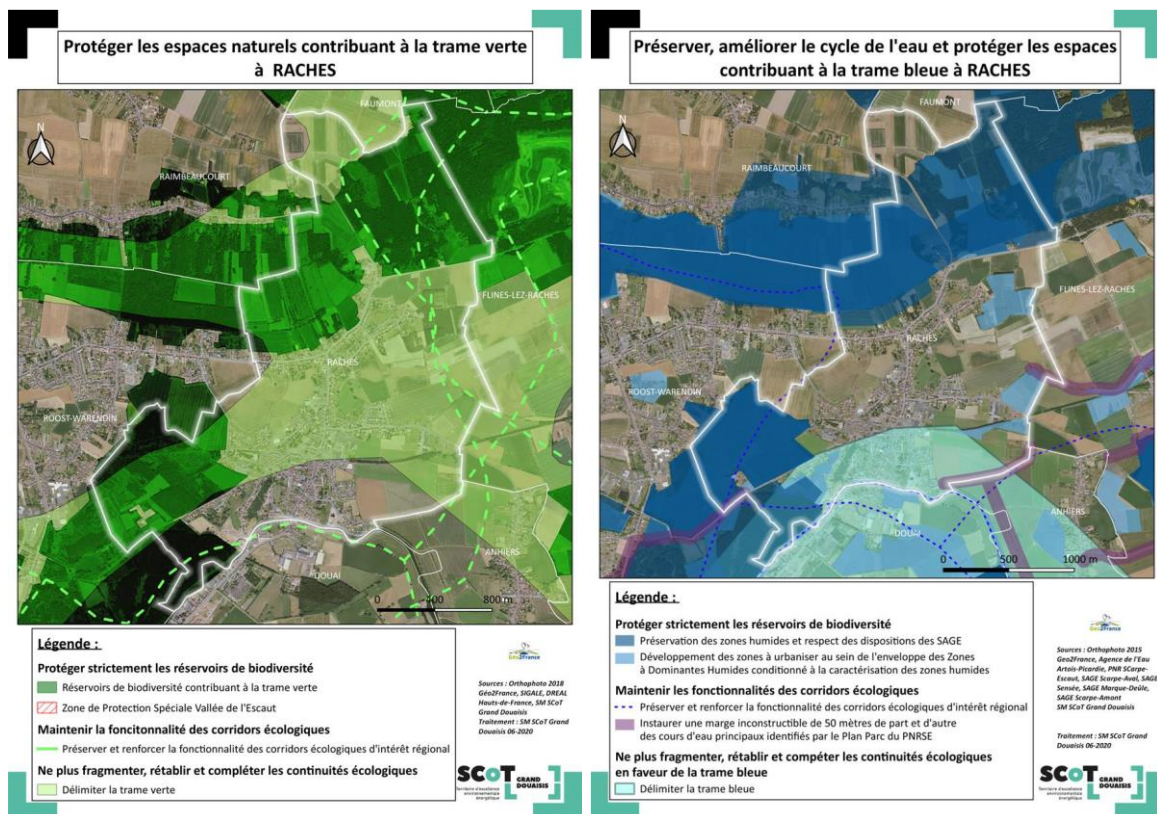 Protéger les espaces naturels contribuant à la trame verte
à RACHES
N
FAUMONT
RAIMBEAUCOURT
FLINES-LEZ-RACHES
RACHES
ROOST-WARENDIN
ANHIERS
DOUAI
0 400 800 m
Légende :
Protéger strictement les réservoirs de biodiversité
Réservoirs de biodiversité contribuant à la trame verte
Zone de Protection Spéciale Vallée de l'Escaut
Maintenir la foncitonnalité des corridors écologiques
Préserver et renforcer la fonctionnalité des corridors écologiques d'intérêt régional
Ne plus fragmenter, rétablir et compléter les continuités écologiques
Délimiter la trame verte
Géo2France
Sources : Orthophoto 2018
Géo2France, SIGALE, DREAL
Hauts-de-France, SM SCoT
Grand Douaisis
Traitement : SM SCoT Grand
Douaisis 06-2020
SCoT GRAND DOUAISIS
Territoire d'excellence
environnementale
énergétique
Préserver, améliorer le cycle de l'eau et protéger les espaces
contribuant à la trame bleue à RACHES
N
FAUMONT
RAIMBEAUCOURT
FLINES-LEZ-RACHES
RACHES
ROOST-WARENDIN
ANHIERS
DOUAI
0 500 1000 m
Légende :
Protéger strictement les réservoirs de biodiversité
Préservation des zones humides et respect des dispositions des SAGE
Développement des zones à urbaniser au sein de l'enveloppe des Zones
à Dominantes Humides conditionné à la caractérisation des zones humides
Maintenir les fonctionnalités des corridors écologiques
Préserver et renforcer la fonctionnalité des corridors écologiques d'intérêt régional
Instaurer une marge inconstructible de 50 mètres de part et d'autre
des cours d'eau principaux identifiés par le Plan Parc du PNRSE
Ne plus fragmenter, rétablir et compéter les continuités écologiques
en faveur de la trame bleue
Délimiter la trame bleue
Géo2France
Sources : Orthophoto 2015
Geo2France, Agence de l'Eau
Artois-Picardie, PNR SCarpe-
Escaut, SAGE Scarpe-Aval, SAGE
Sensée, SAGE Marque-Deûle,
SAGE Scarpe-Amont
SM SCoT Grand Douaisis
Traitement : SM SCoT Grand
Douaisis 06-2020
SCoT GRAND DOUAISIS
Territoire d'excellence
environnementale
énergétique